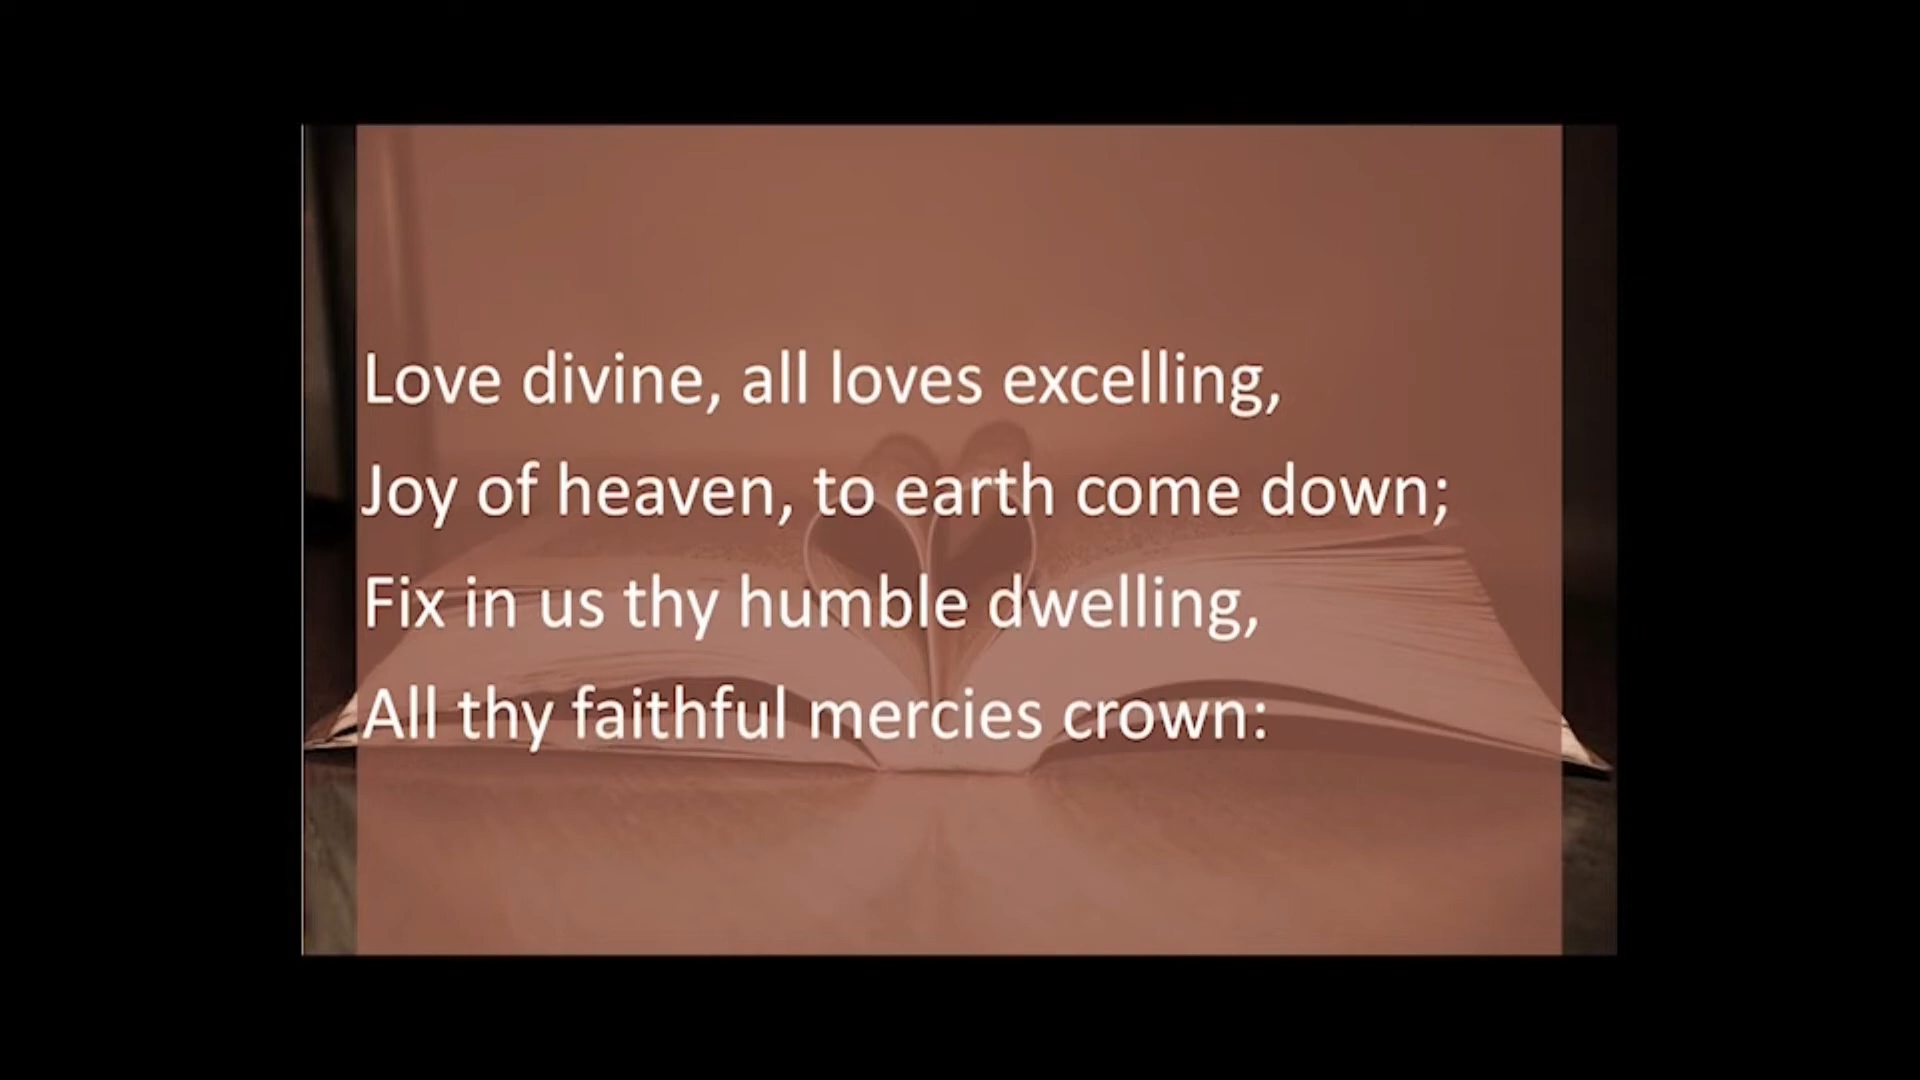 Love divine, all loves excelling,
Joy of heaven, to earth come down;
Fix in us thy humble dwelling,
All thy faithful mercies crown: